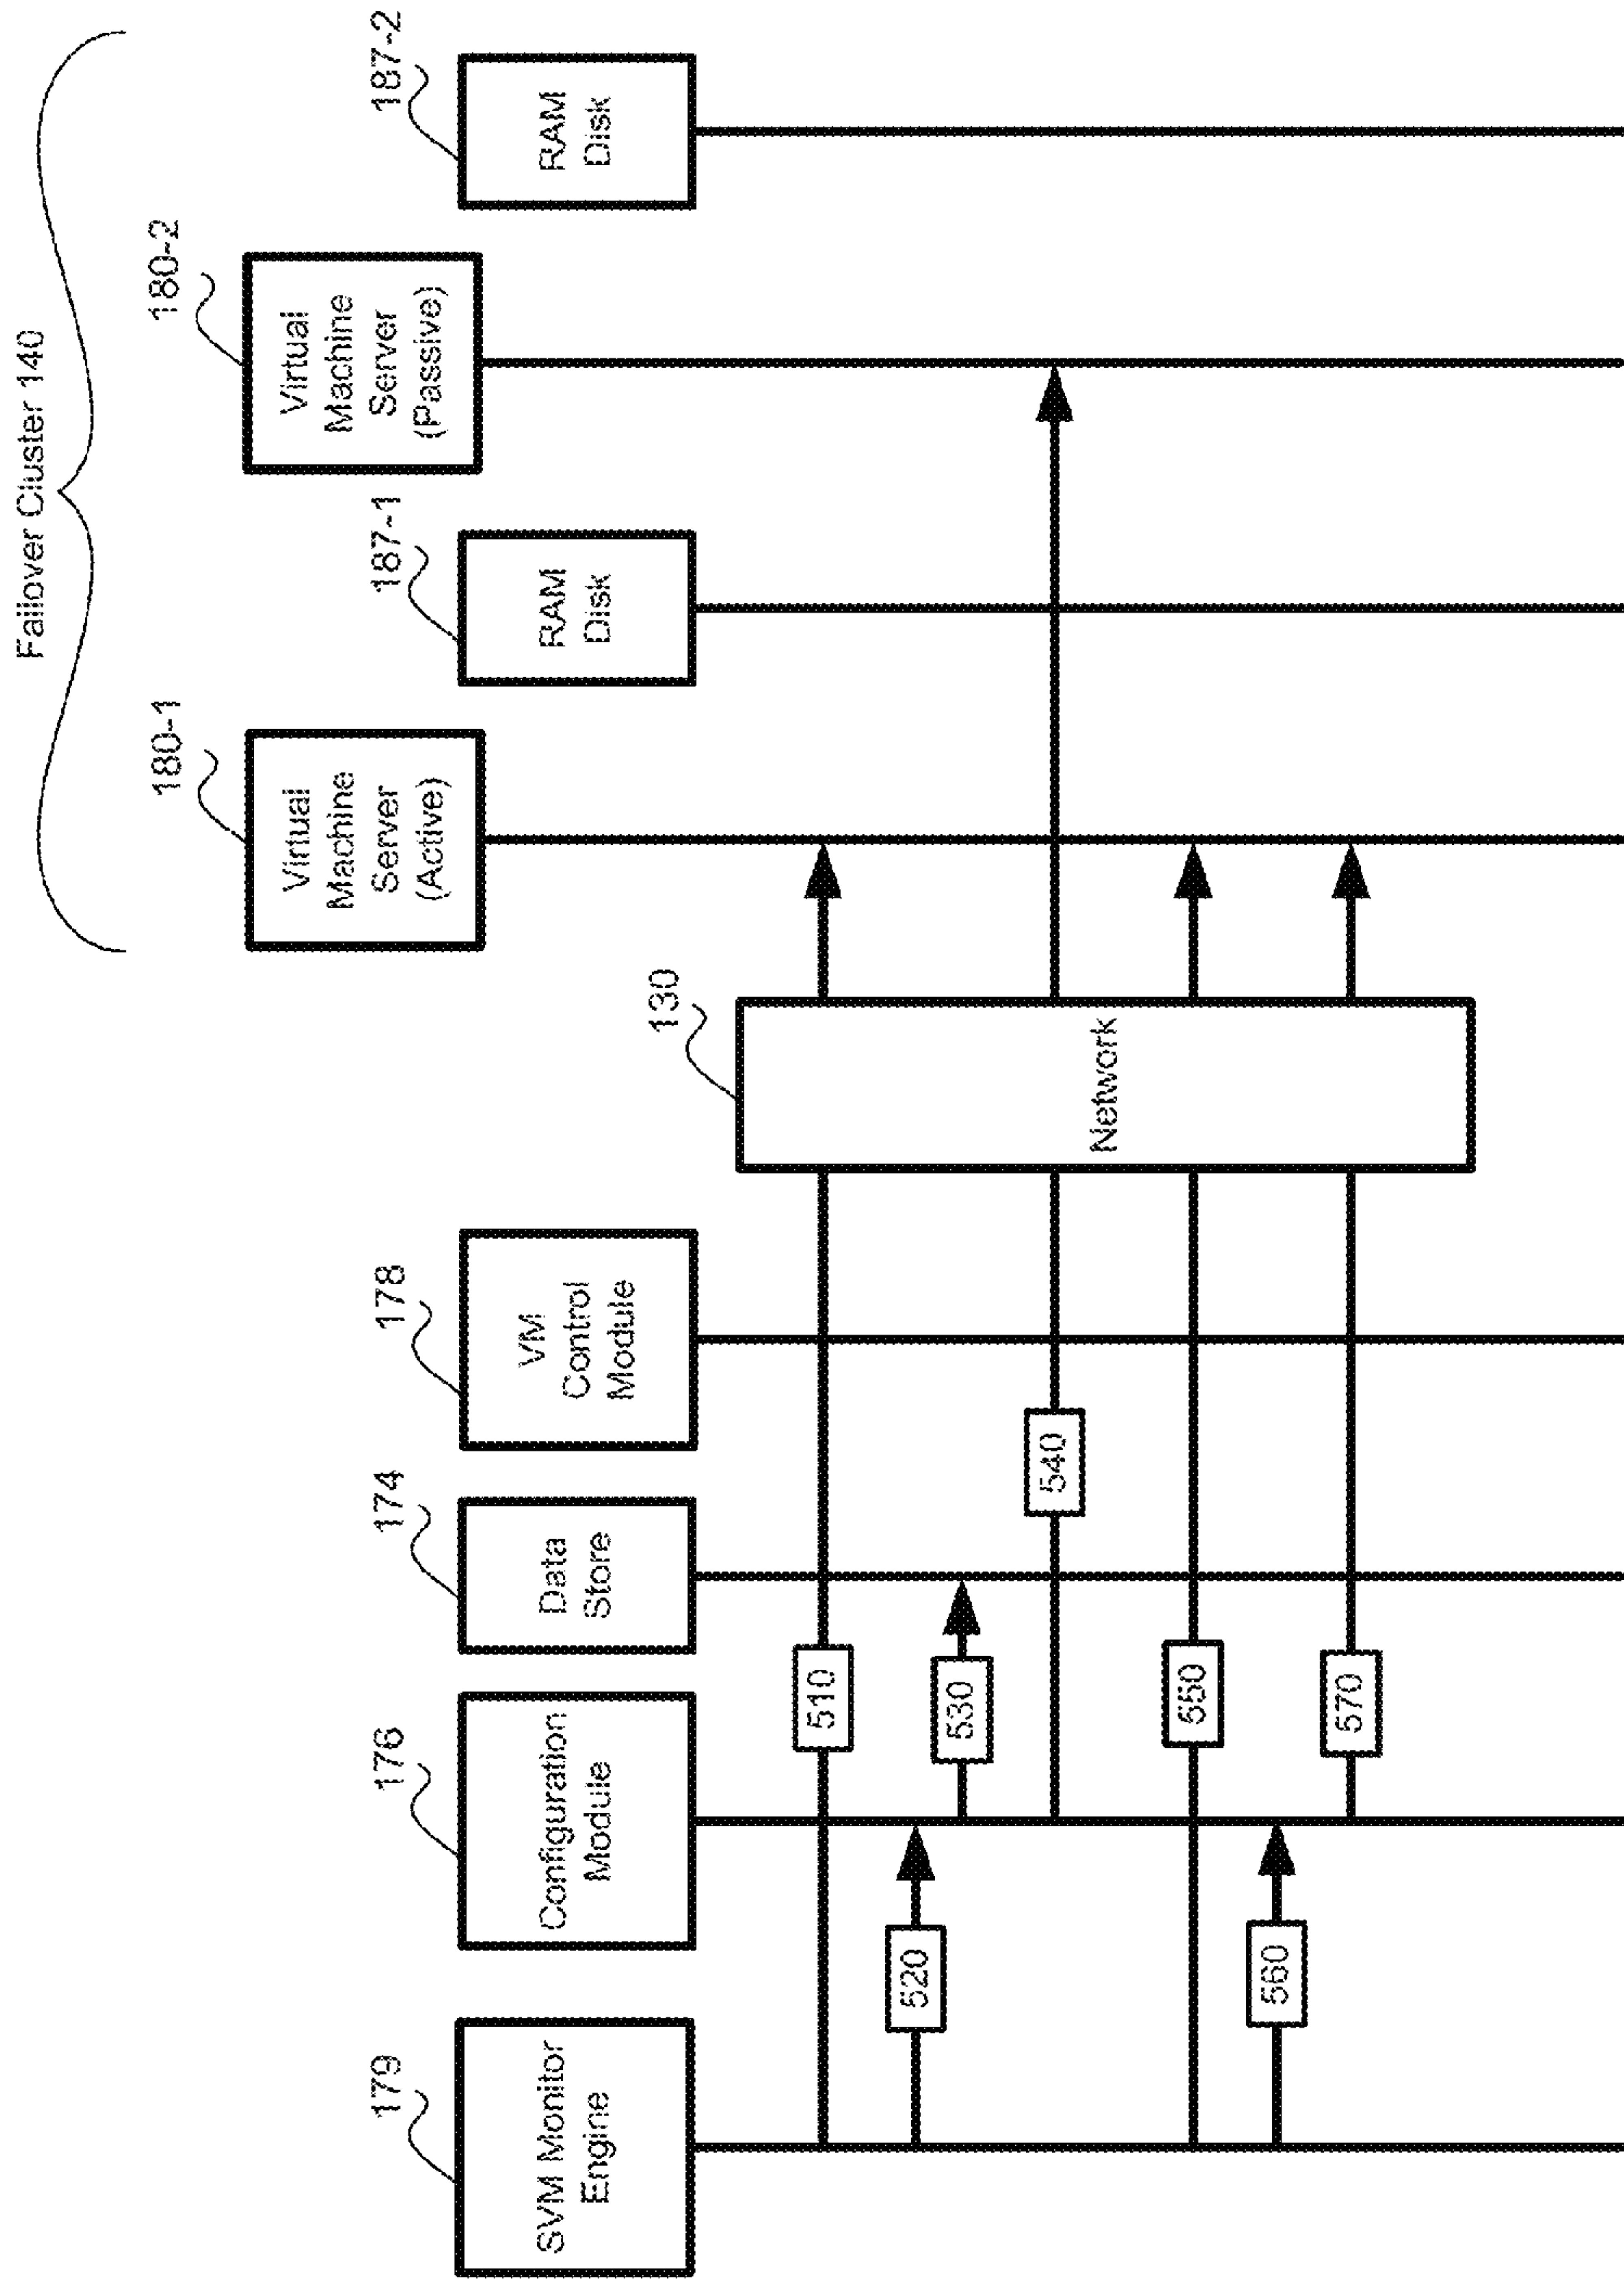 Failover Cluster 140
179
SVM Monitor
Engine
176
Configuration
Module
174
Data
Store
178
VM
Control
Module
130
Network
180-1
Virtual
Machine
Server
(Active)
187-1
RAM
Disk
180-2
Virtual
Machine
Server
(Passive)
187-2
RAM
Disk
510
520
530
540
550
560
570